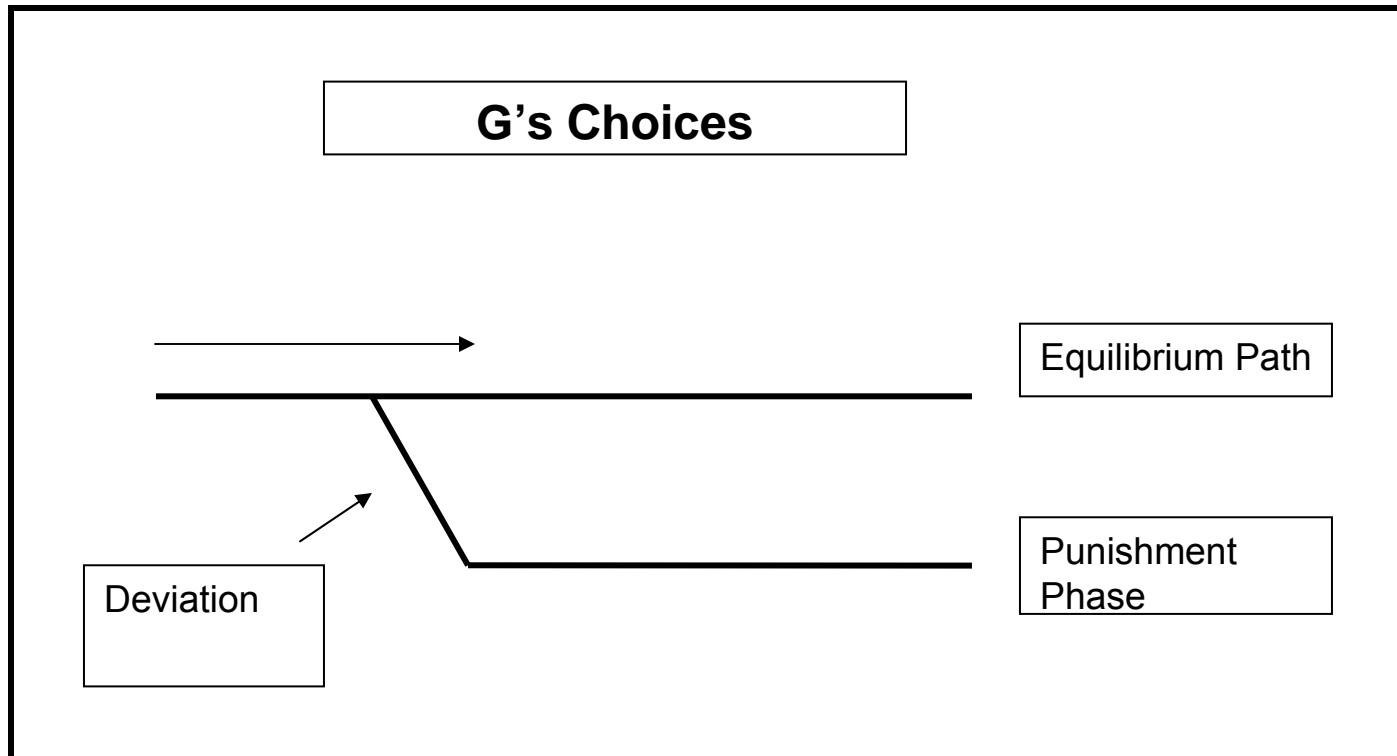 G’s Choices
Equilibrium Path
Punishment
Phase
Deviation